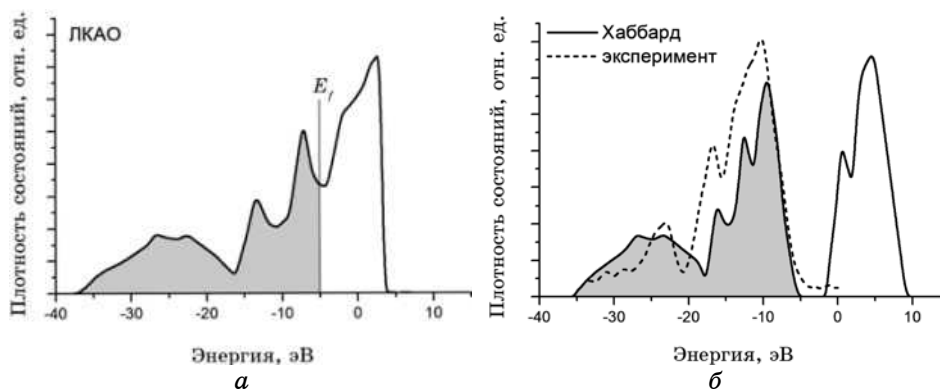 Плотность состояний, отн. ед.
ЛКАО
E_f
-40 -30 -20 -10 0 10
Энергия, эВ
а
Плотность состояний, отн. ед.
Хаббард
эксперимент
-40 -30 -20 -10 0 10
Энергия, эВ
б